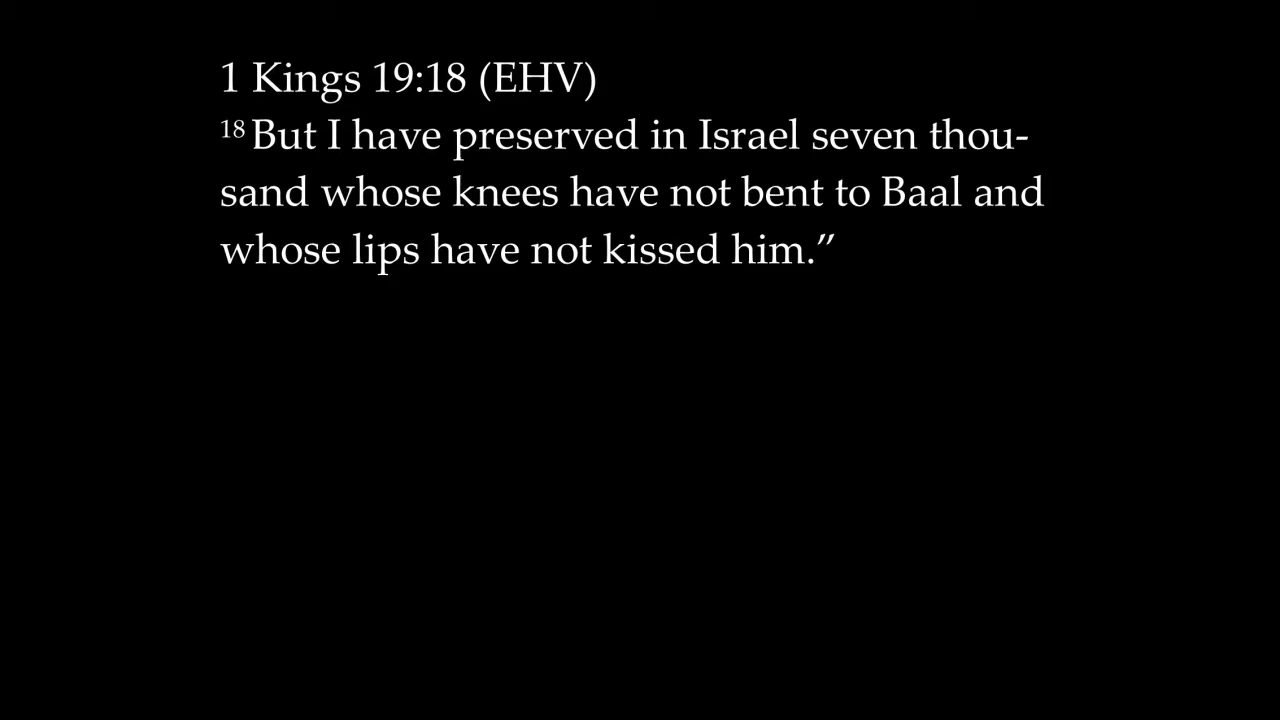 1 Kings 19:18 (EHV)
18 But I have preserved in Israel seven thou-
sand whose knees have not bent to Baal and
whose lips have not kissed him.”